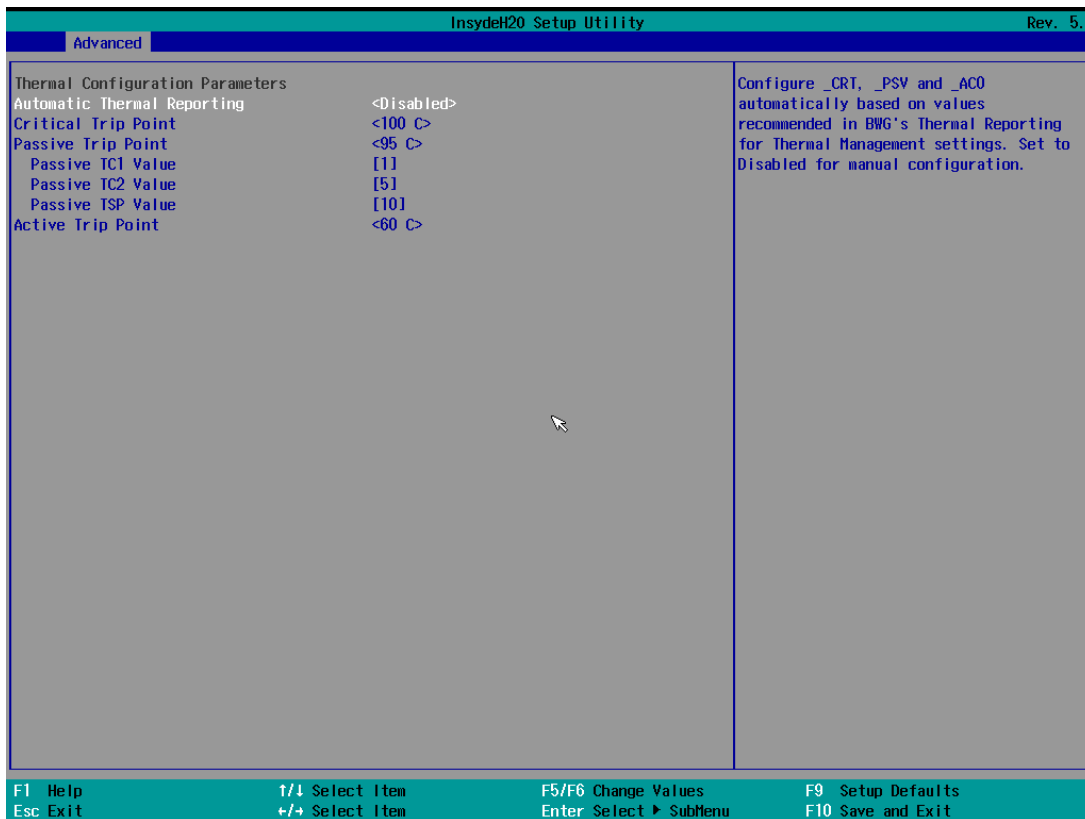 InsydeH20 Setup Utility Rev. 5.
Advanced
Thermal Configuration Parameters
Automatic Thermal Reporting <Disabled>
Critical Trip Point <100 C>
Passive Trip Point <95 C>
Passive TC1 Value [1]
Passive TC2 Value [5]
Passive TSP Value [10]
Active Trip Point <60 C>
Configure _CRT, _PSV and _AC0
automatically based on values
recommended in BWG's Thermal Reporting
for Thermal Management settings. Set to
Disabled for manual configuration.
F1 Help ↑/↓ Select Item F5/F6 Change Values F9 Setup Defaults
Esc Exit ←/→ Select Item Enter Select ▶ SubMenu F10 Save and Exit